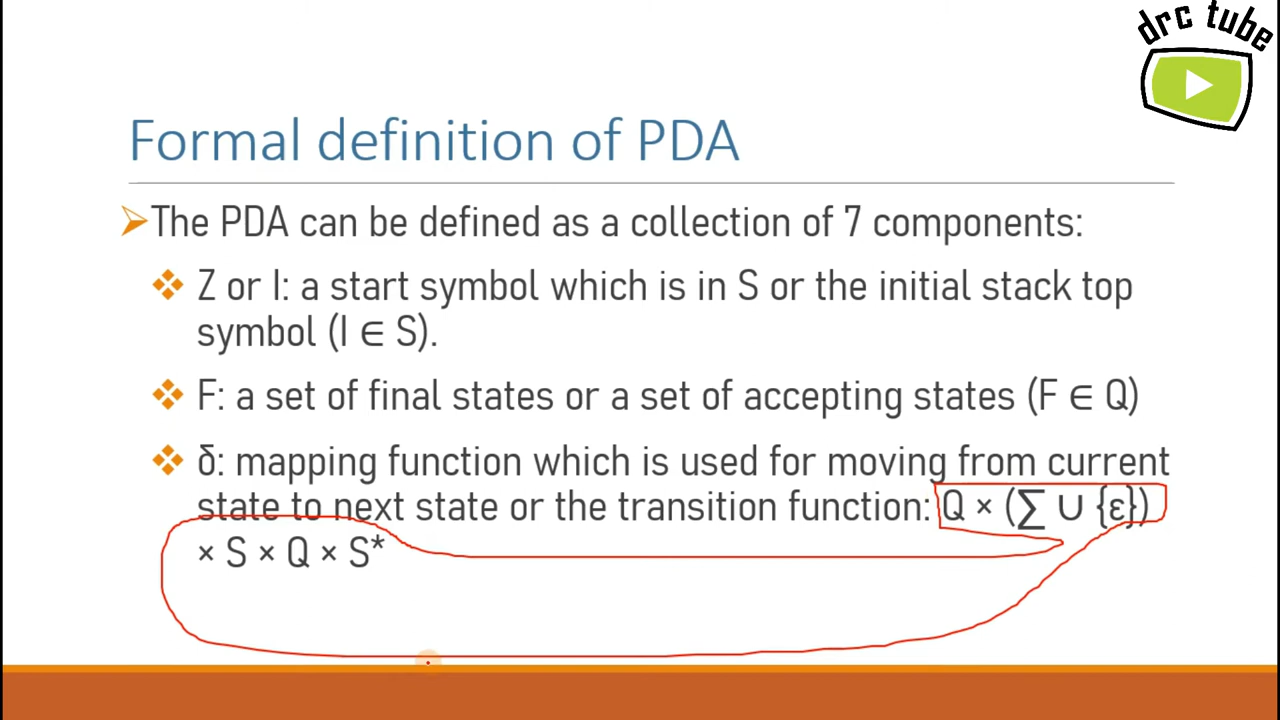 drc tube
Formal definition of PDA
The PDA can be defined as a collection of 7 components:
Z or I: a start symbol which is in S or the initial stack top
symbol (I ∈ S).
F: a set of final states or a set of accepting states (F ∈ Q)
δ: mapping function which is used for moving from current
state to next state or the transition function: Q × (∑ ∪ {ε})
× S × Q × S*